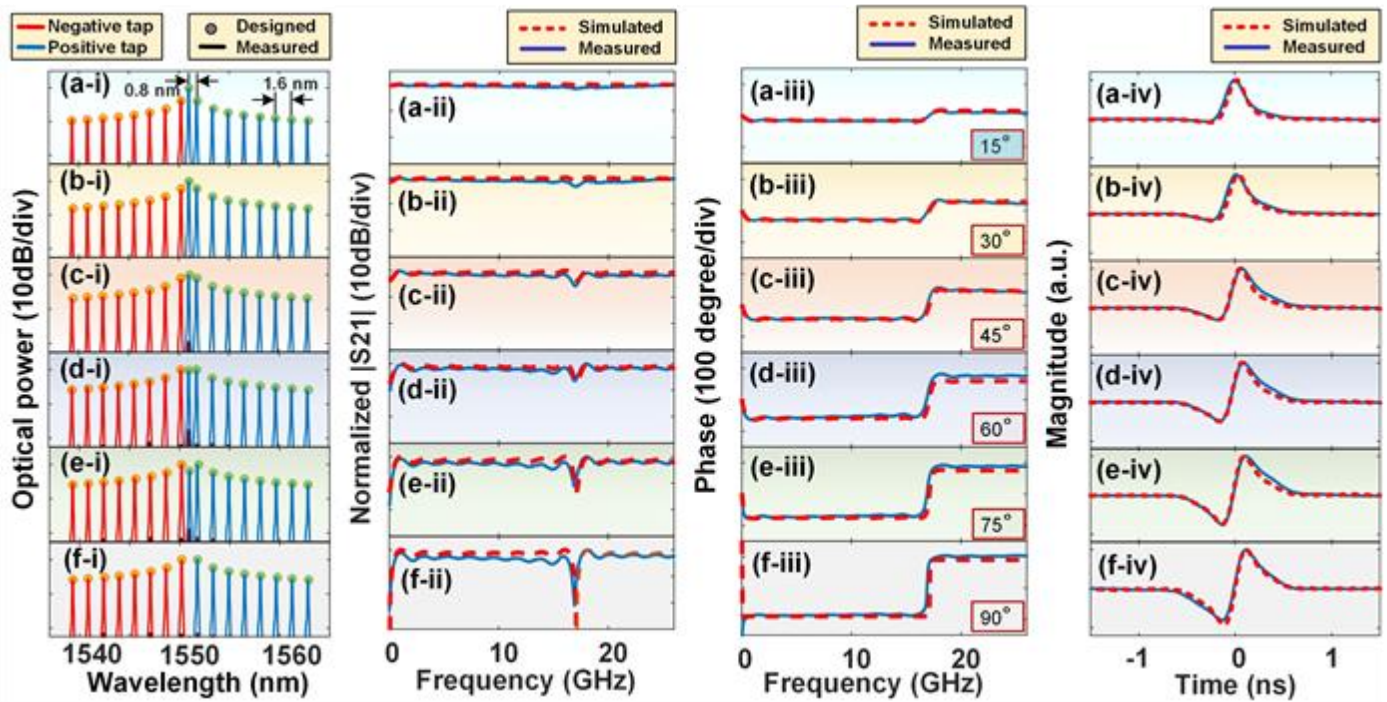 Negative tap
Positive tap
Designed
Measured
Simulated
Measured
Simulated
Measured
Simulated
Measured
(a-i)
0.8 nm
1.6 nm
(b-i)
(c-i)
(d-i)
(e-i)
(f-i)
Optical power (10dB/div)
1540 1550 1560
Wavelength (nm)
(a-ii)
(b-ii)
(c-ii)
(d-ii)
(e-ii)
(f-ii)
Normalized |S21| (10dB/div)
0 10 20
Frequency (GHz)
(a-iii)
15°
(b-iii)
30°
(c-iii)
45°
(d-iii)
60°
(e-iii)
75°
(f-iii)
90°
Phase (100 degree/div)
0 10 20
Frequency (GHz)
(a-iv)
(b-iv)
(c-iv)
(d-iv)
(e-iv)
(f-iv)
Magnitude (a.u.)
-1 0 1
Time (ns)